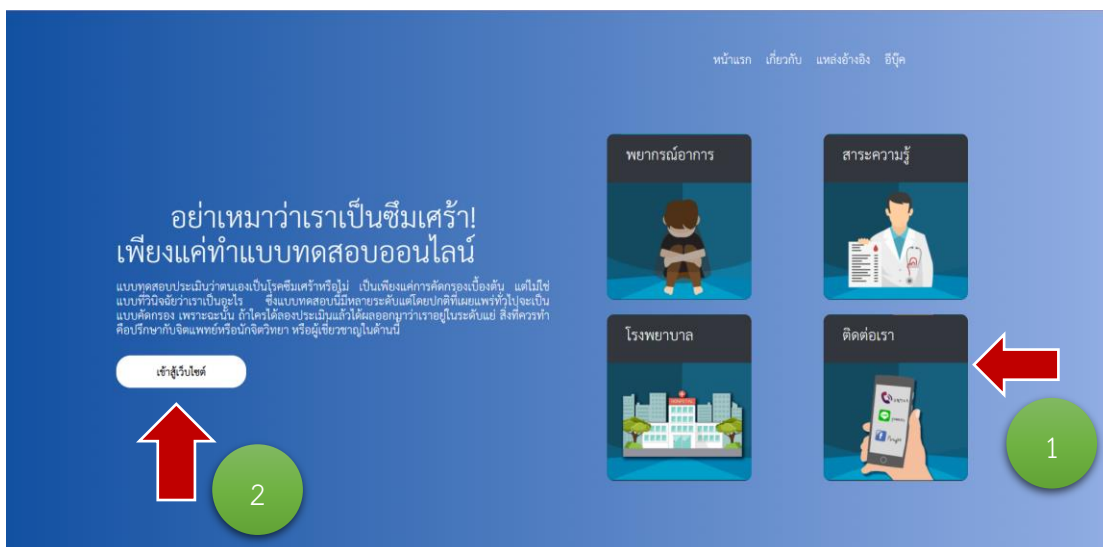 หน้าแรก เกี่ยวกับ แหล่งอ้างอิง อีบุ๊ค
พยากรณ์อาการ
สาระความรู้
อย่าเหมาว่าเราเป็นซึมเศร้า!
เพียงแค่ทำแบบทดสอบออนไลน์
แบบทดสอบประเมินว่าตนเองเป็นโรคซึมเศร้าหรือไม่ เป็นเพียงแค่การคัดกรองเบื้องต้น แต่ไม่ใช่
แบบที่วินิจฉัยว่าเราเป็นอะไร ซึ่งแบบทดสอบนี้มีหลายระดับแต่โดยปกติที่เผยแพร่ทั่วไปจะเป็น
แบบคัดกรอง เพราะฉะนั้น ถ้าใครได้ลองประเมินแล้วได้ผลออกมาว่าเราอยู่ในระดับแย่ สิ่งที่ควรทำ
คือปรึกษากับจิตแพทย์หรือนักจิตวิทยา หรือผู้เชี่ยวชาญในด้านนี้
เข้าสู่เว็บไซต์
โรงพยาบาล
ติดต่อเรา
HOSPITAL
1
2